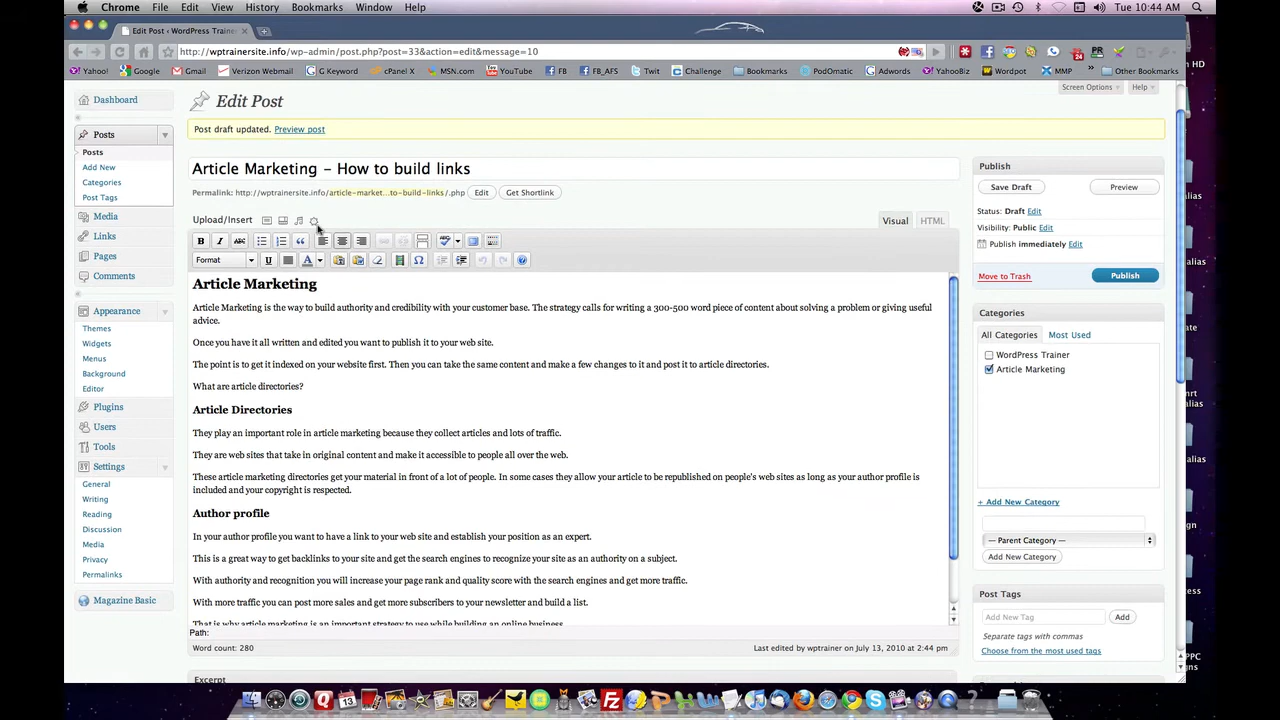 Chrome File Edit View History Bookmarks Window Help Tue 10:44 AM
Edit Post ‹ WordPress Traine
http://wptrainersite.info/wp-admin/post.php?post=33&action=edit&message=10
Yahoo! Google Gmail Verizon Webmail G Keyword cPanel X MSN.com YouTube FB FB_AFS Twit Challenge Bookmarks PodOmatic Adwords YahooBiz Wordpot MMP » Other Bookmarks
HD
Screen Options Help
Dashboard
Posts
Posts
Add New
Categories
Post Tags
Media
Links
Pages
Comments
Appearance
Themes
Widgets
Menus
Background
Editor
Plugins
Users
Tools
Settings
General
Writing
Reading
Discussion
Media
Privacy
Permalinks
Magazine Basic
Edit Post
Post draft updated. Preview post
Article Marketing – How to build links
Permalink: http://wptrainersite.info/article-market...to-build-links/.php Edit Get Shortlink
Upload/Insert Visual HTML
B I ABC
Format U A
Article Marketing
Article Marketing is the way to build authority and credibility with your customer base. The strategy calls for writing a 300-500 word piece of content about solving a problem or giving useful
advice.
Once you have it all written and edited you want to publish it to your web site.
The point is to get it indexed on your website first. Then you can take the same content and make a few changes to it and post it to article directories.
What are article directories?
Article Directories
They play an important role in article marketing because they collect articles and lots of traffic.
They are web sites that take in original content and make it accessible to people all over the web.
These article marketing directories get your material in front of a lot of people. In some cases they allow your article to be republished on people's web sites as long as your author profile is
included and your copyright is respected.
Author profile
In your author profile you want to have a link to your web site and establish your position as an expert.
This is a great way to get backlinks to your site and get the search engines to recognize your site as an authority on a subject.
With authority and recognition you will increase your page rank and quality score with the search engines and get more traffic.
With more traffic you can post more sales and get more subscribers to your newsletter and build a list.
That is why article marketing is an important strategy to use while building an online business.
Path:
Word count: 280 Last edited by wptrainer on July 13, 2010 at 2:44 pm
Excerpt
Publish
Save Draft Preview
Status: Draft Edit
Visibility: Public Edit
Publish immediately Edit
Move to Trash Publish
Categories
All Categories Most Used
WordPress Trainer
Article Marketing
+ Add New Category
— Parent Category —
Add New Category
Post Tags
Add New Tag Add
Separate tags with commas
Choose from the most used tags